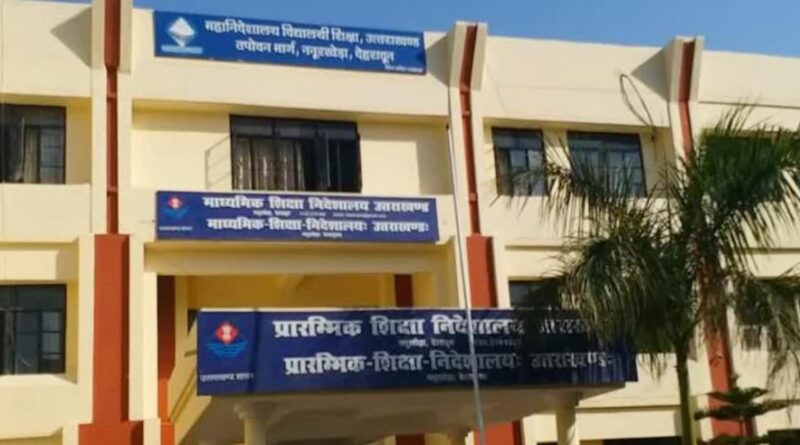 महानिदेशालय विद्यालयी शिक्षा, उत्तराखण्ड
तपोवन मार्ग, ननूरखेड़ा, देहरादून
माध्यमिक शिक्षा निदेशालय उत्तराखण्ड
माध्यमिक-शिक्षा-निदेशालयः उत्तराखण्डः
प्रारम्भिक शिक्षा निदेशालय
प्रारम्भिक-शिक्षा-निदेशालयः उत्तराखण्डः